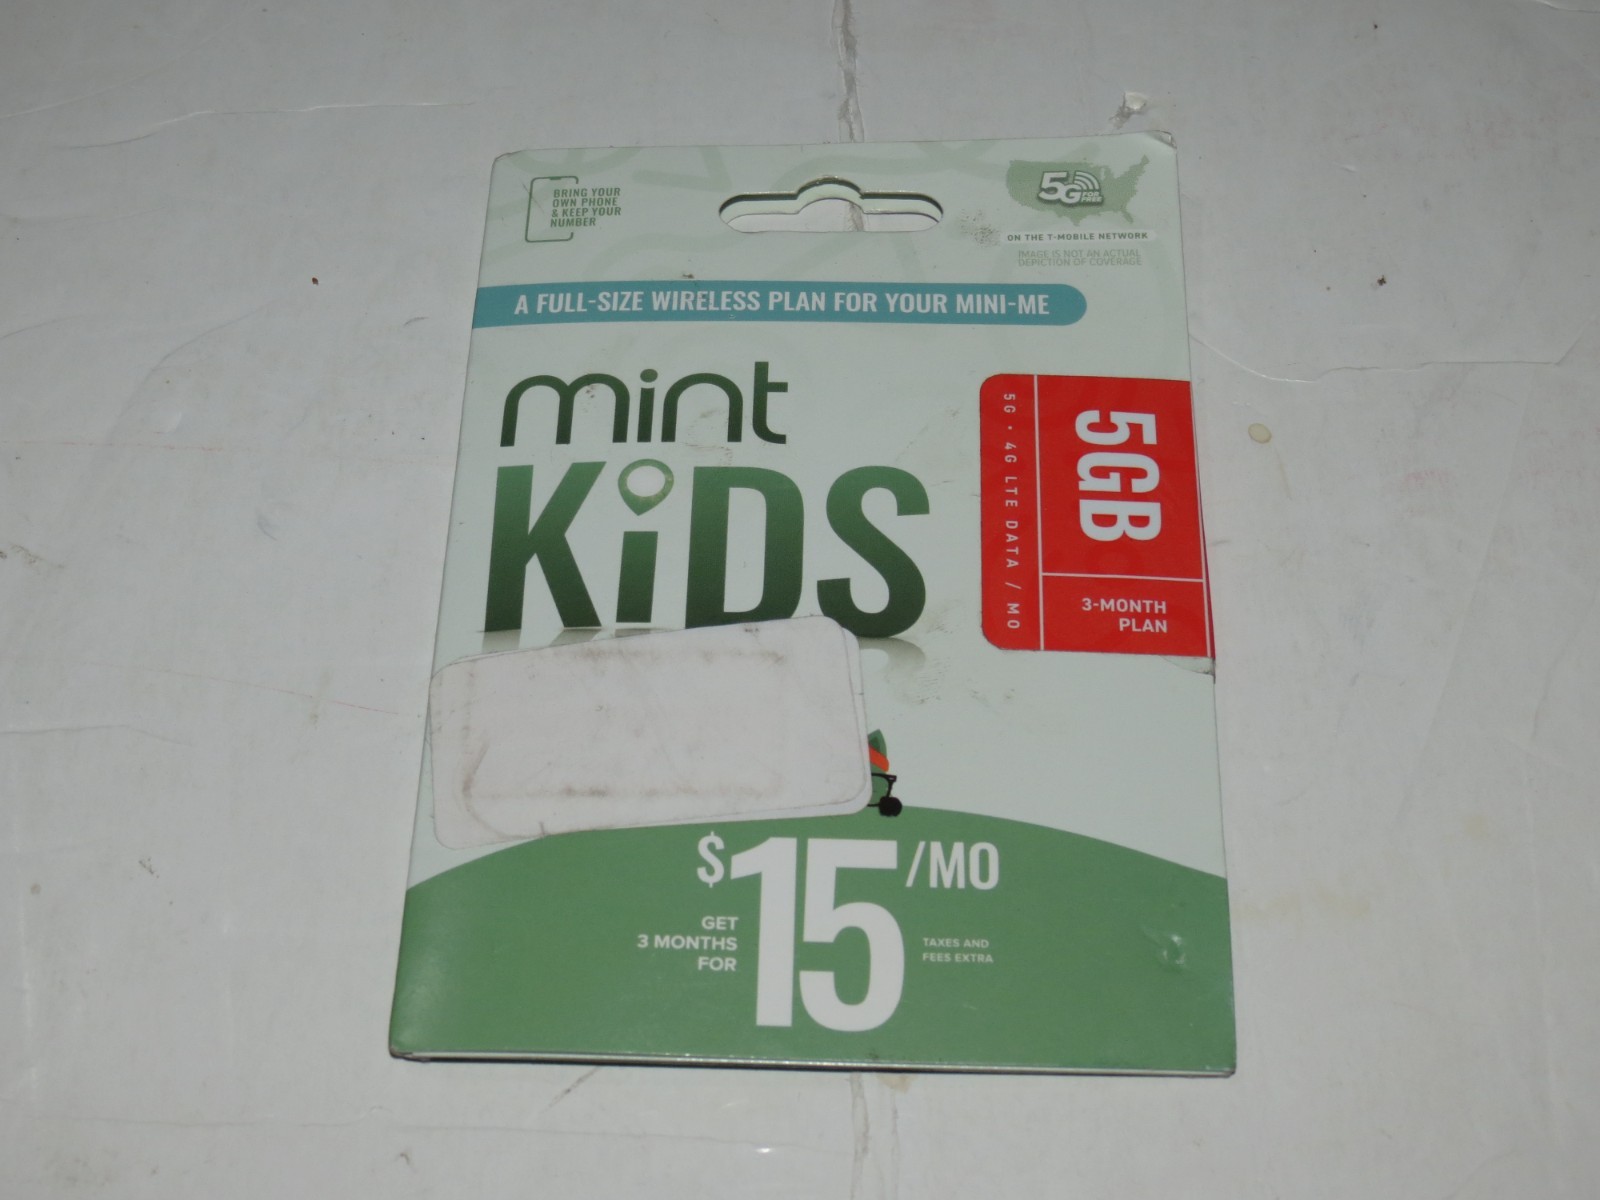 BRING YOUR
OWN PHONE
& KEEP YOUR
NUMBER
5G FOR
FREE
ON THE T-MOBILE NETWORK
IMAGE IS NOT AN ACTUAL
DEPICTION OF COVERAGE
A FULL-SIZE WIRELESS PLAN FOR YOUR MINI-ME
mint
KiDS
5GB
5G • 4G LTE DATA / MO
3-MONTH
PLAN
$15/MO
GET
3 MONTHS
FOR
TAXES AND
FEES EXTRA